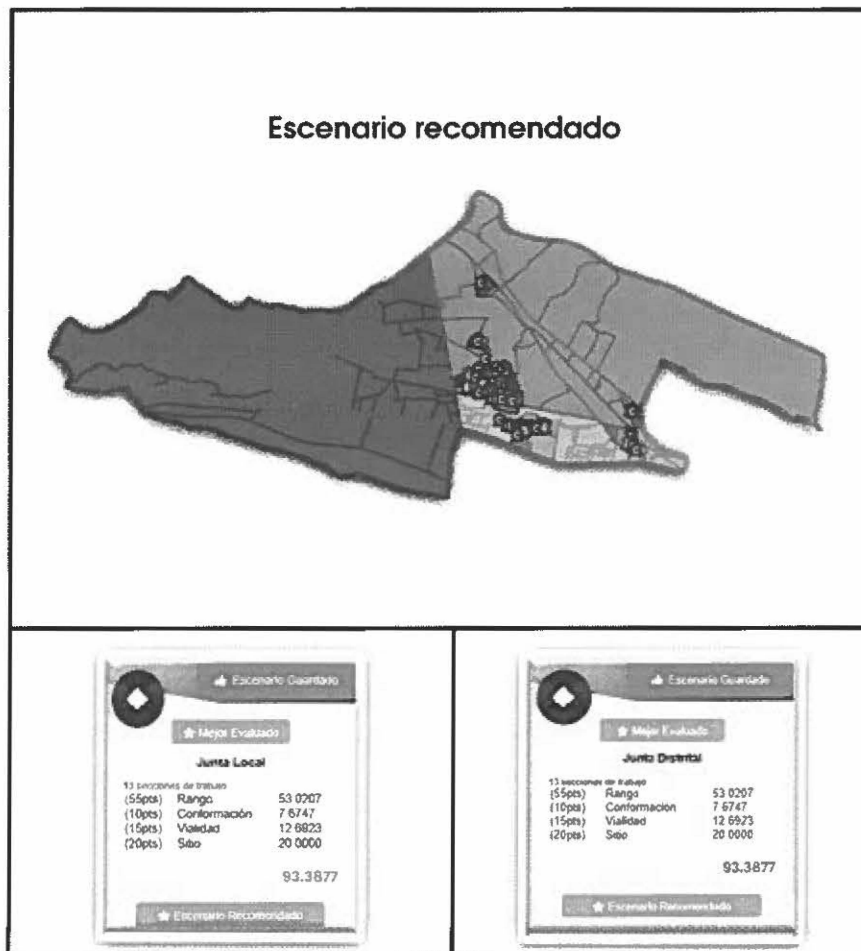 Escenario recomendado
Escenario Guardado
Mejor Evaluado
Junta Local
13 secciones de trabajo
(55pts) Rango 53 0207
(10pts) Conformación 7 6747
(15pts) Vialidad 12 6923
(20pts) Sitio 20 0000
93.3877
Escenario Recomendado
Escenario Guardado
Mejor Evaluado
Junta Distrital
13 secciones de trabajo
(55pts) Rango 53 0207
(10pts) Conformación 7 6747
(15pts) Vialidad 12 6923
(20pts) Sitio 20 0000
93.3877
Escenario Recomendado